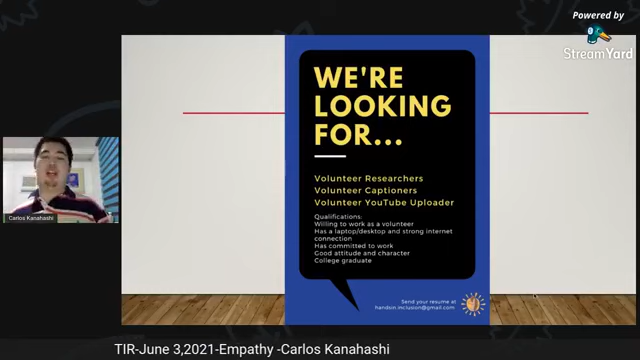 Powered by
StreamYard
WE'RE
LOOKING
FOR...
Volunteer Researchers
Volunteer Captioners
Volunteer YouTube Uploader
Qualifications:
Willing to work as a volunteer
Has a laptop/desktop and strong internet
connection
Has committed to work
Good attitude and character
College graduate
Send your resume at
handson.inclusion@gmail.com
Carlos Kanahashi
TIR-June 3,2021-Empathy -Carlos Kanahashi